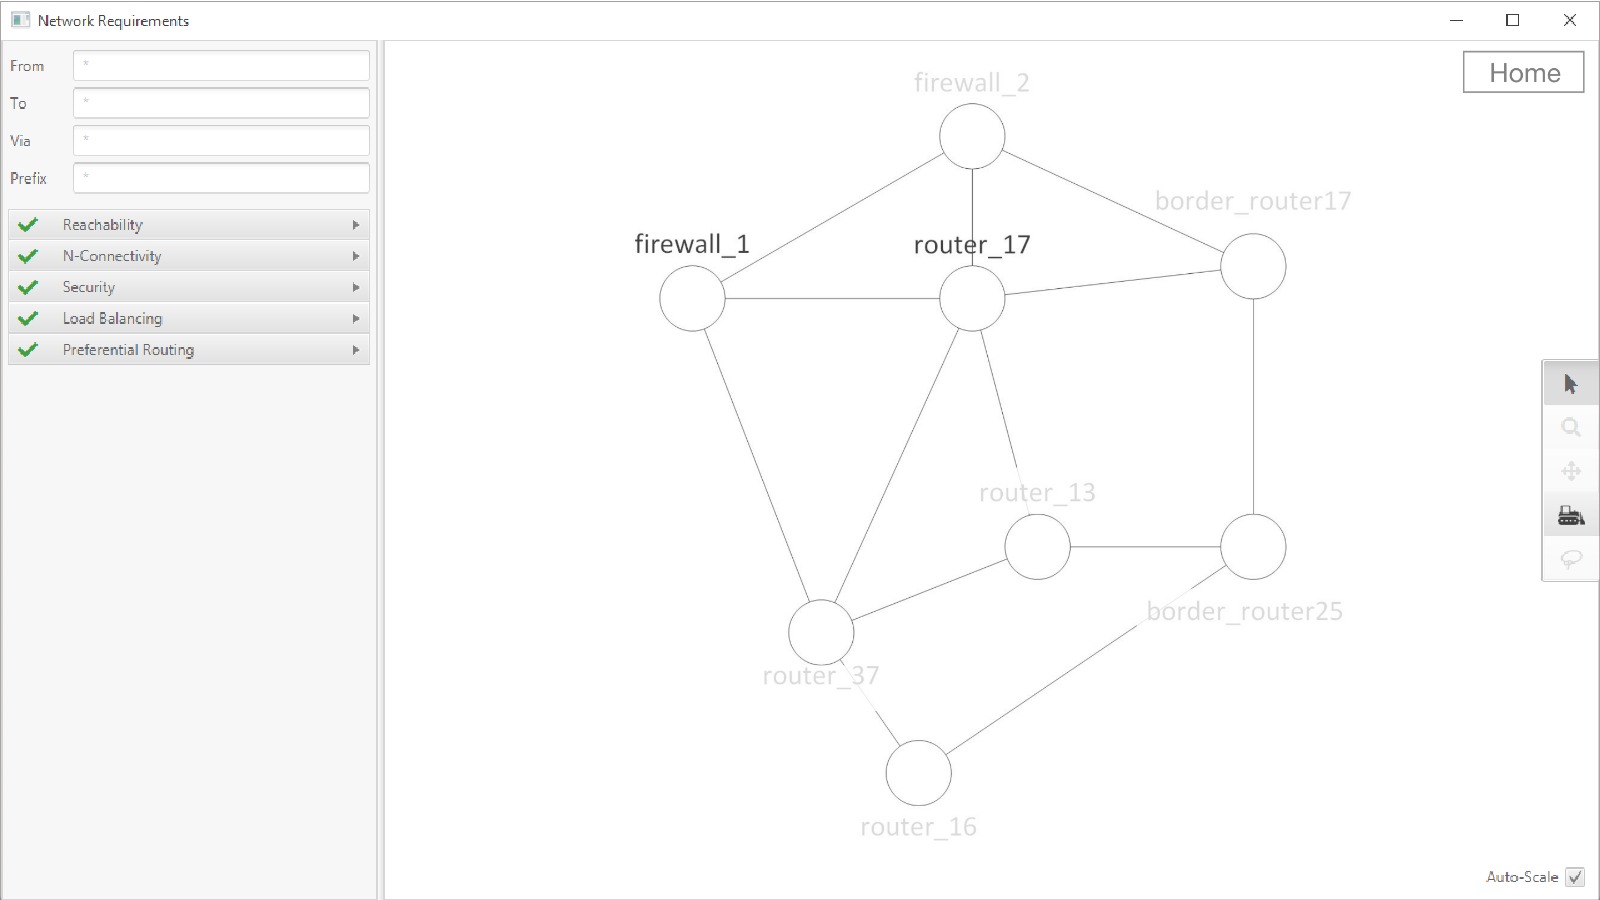 Network Requirements
From *
To *
Via *
Prefix *
Reachability
N-Connectivity
Security
Load Balancing
Preferential Routing
Home
firewall_2
border_router17
firewall_1
router_17
router_13
border_router25
router_37
router_16
Auto-Scale